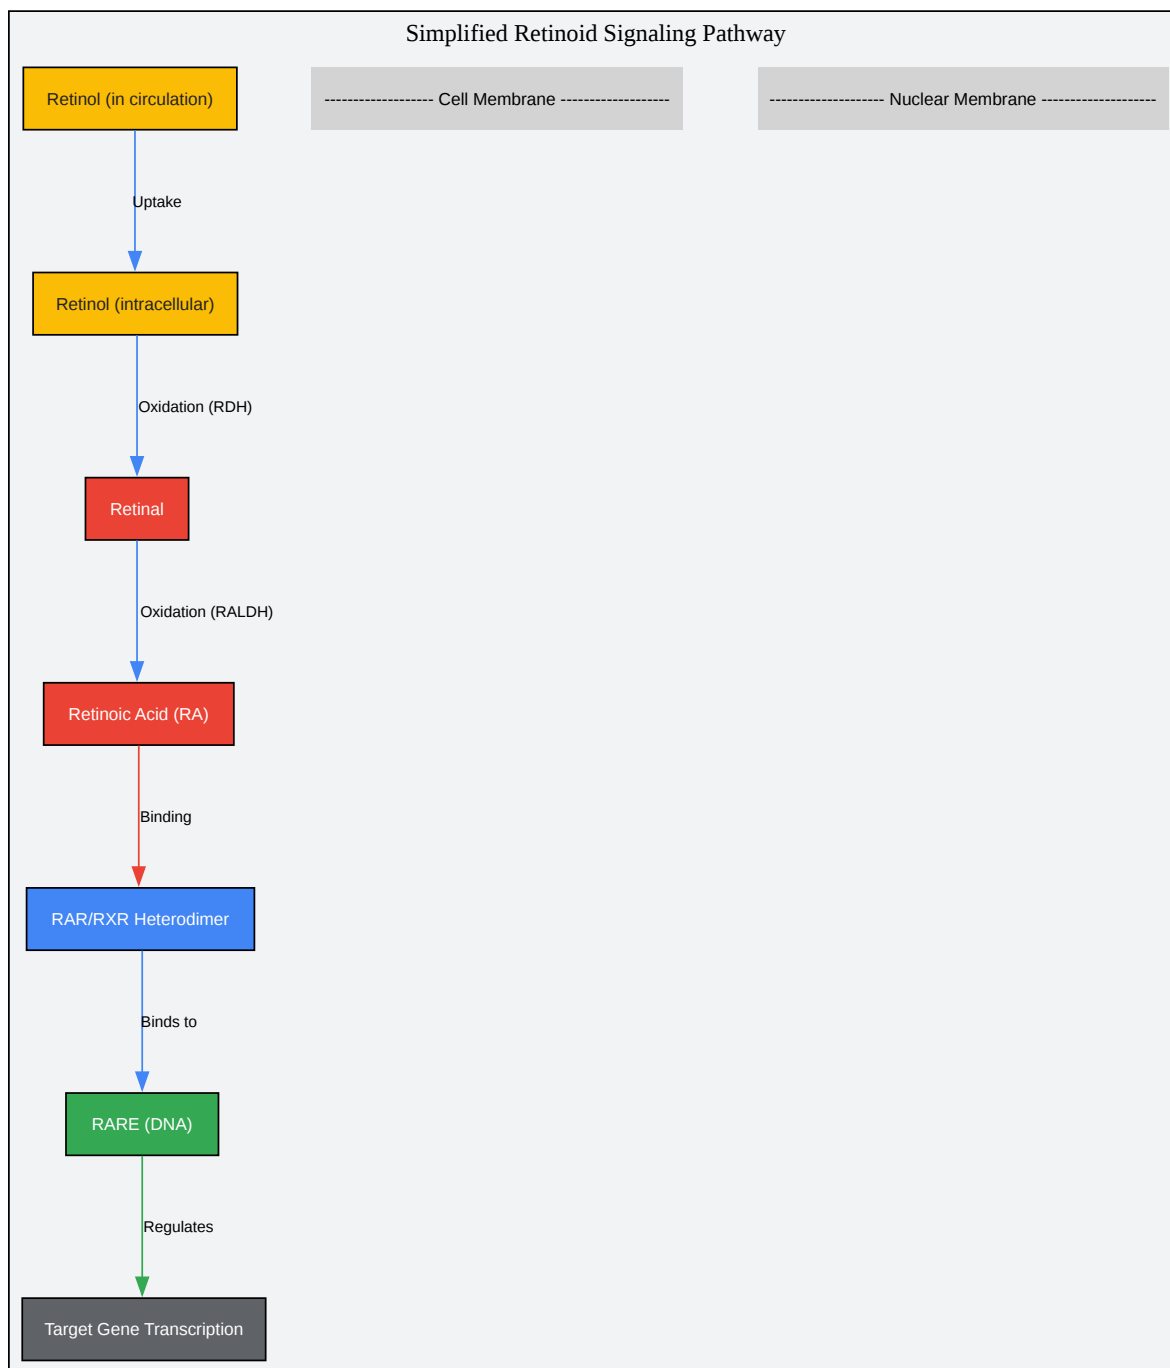 Simplified Retinoid Signaling Pathway
Retinol (in circulation)
------------------- Cell Membrane -------------------
-------------------- Nuclear Membrane --------------------
Uptake
Retinol (intracellular)
Oxidation (RDH)
Retinal
Oxidation (RALDH)
Retinoic Acid (RA)
Binding
RAR/RXR Heterodimer
Binds to
RARE (DNA)
Regulates
Target Gene Transcription